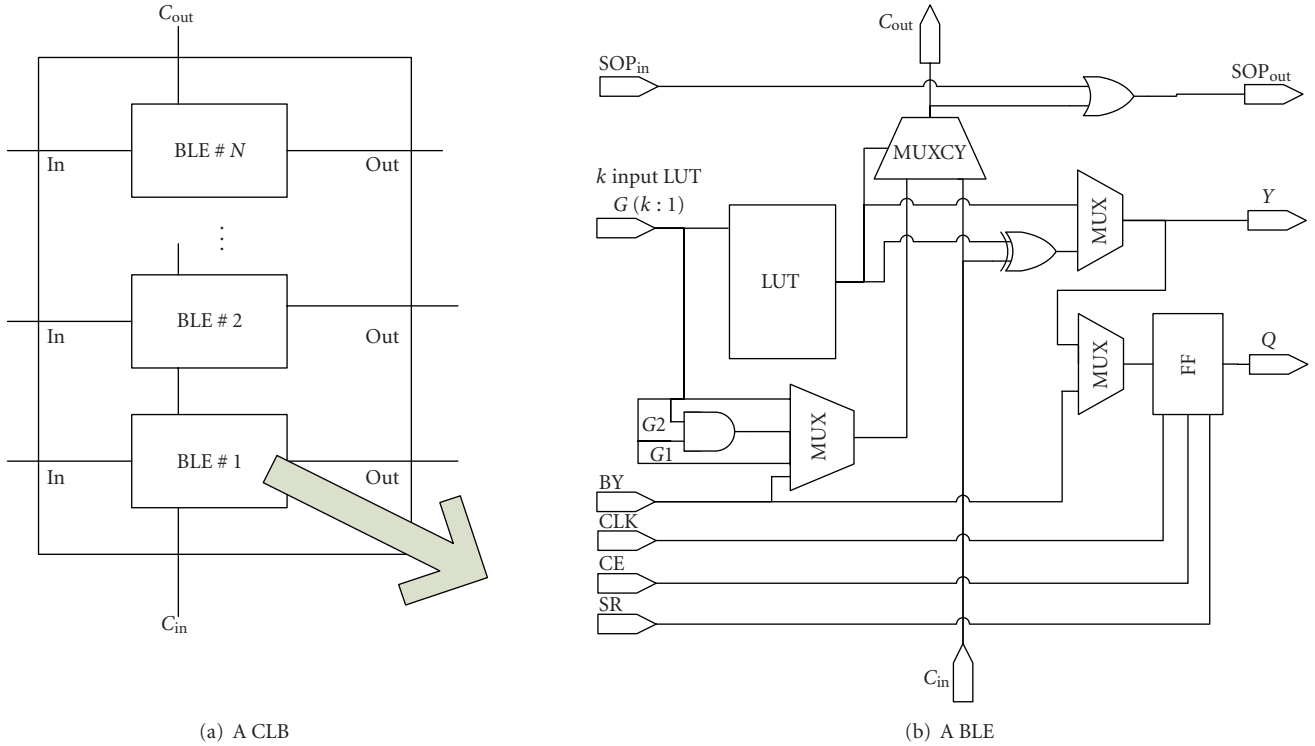 C_out
BLE # N
In
Out
⋮
BLE # 2
In
Out
BLE # 1
In
Out
C_in
(a) A CLB
C_out
SOP_in
SOP_out
MUXCY
k input LUT
G (k : 1)
MUX
Y
LUT
MUX
FF
Q
G2
G1
MUX
BY
CLK
CE
SR
C_in
(b) A BLE